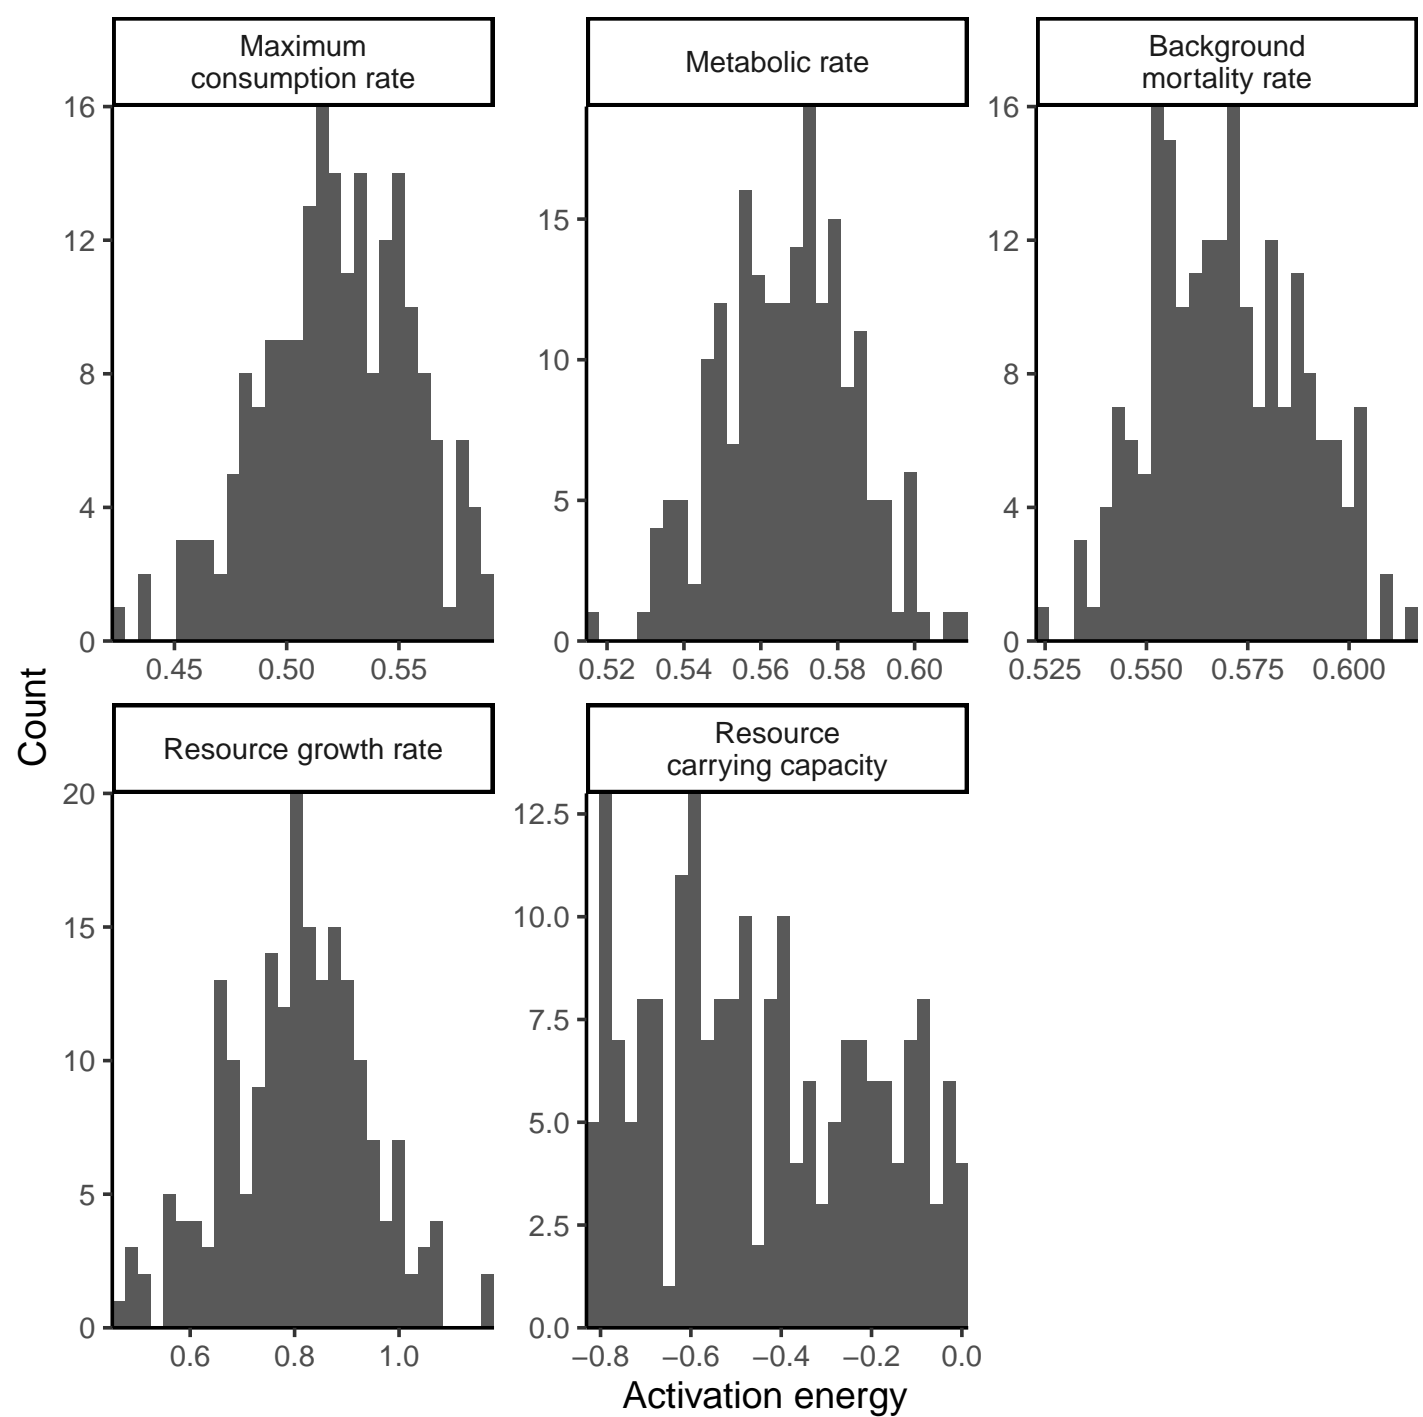 Maximum
consumption rate
Metabolic rate
Background
mortality rate
16
12
8
4
0
0.45 0.50 0.55
15
10
5
0
0.52 0.54 0.56 0.58 0.60
16
12
8
4
0
0.525 0.550 0.575 0.600
Count
Resource growth rate
Resource
carrying capacity
20
15
10
5
0
0.6 0.8 1.0
12.5
10.0
7.5
5.0
2.5
0.0
−0.8 −0.6 −0.4 −0.2 0.0
Activation energy